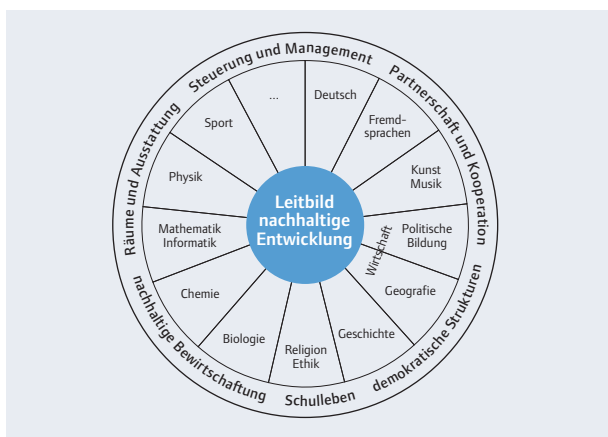 Steuerung und Management
Partnerschaft und Kooperation
demokratische Strukturen
Schulleben
nachhaltige Bewirtschaftung
Räume und Ausstattung
...
Deutsch
Fremd-
sprachen
Kunst
Musik
Politische
Bildung
Wirtschaft
Geografie
Geschichte
Religion
Ethik
Biologie
Chemie
Mathematik
Informatik
Physik
Sport
Leitbild
nachhaltige
Entwicklung